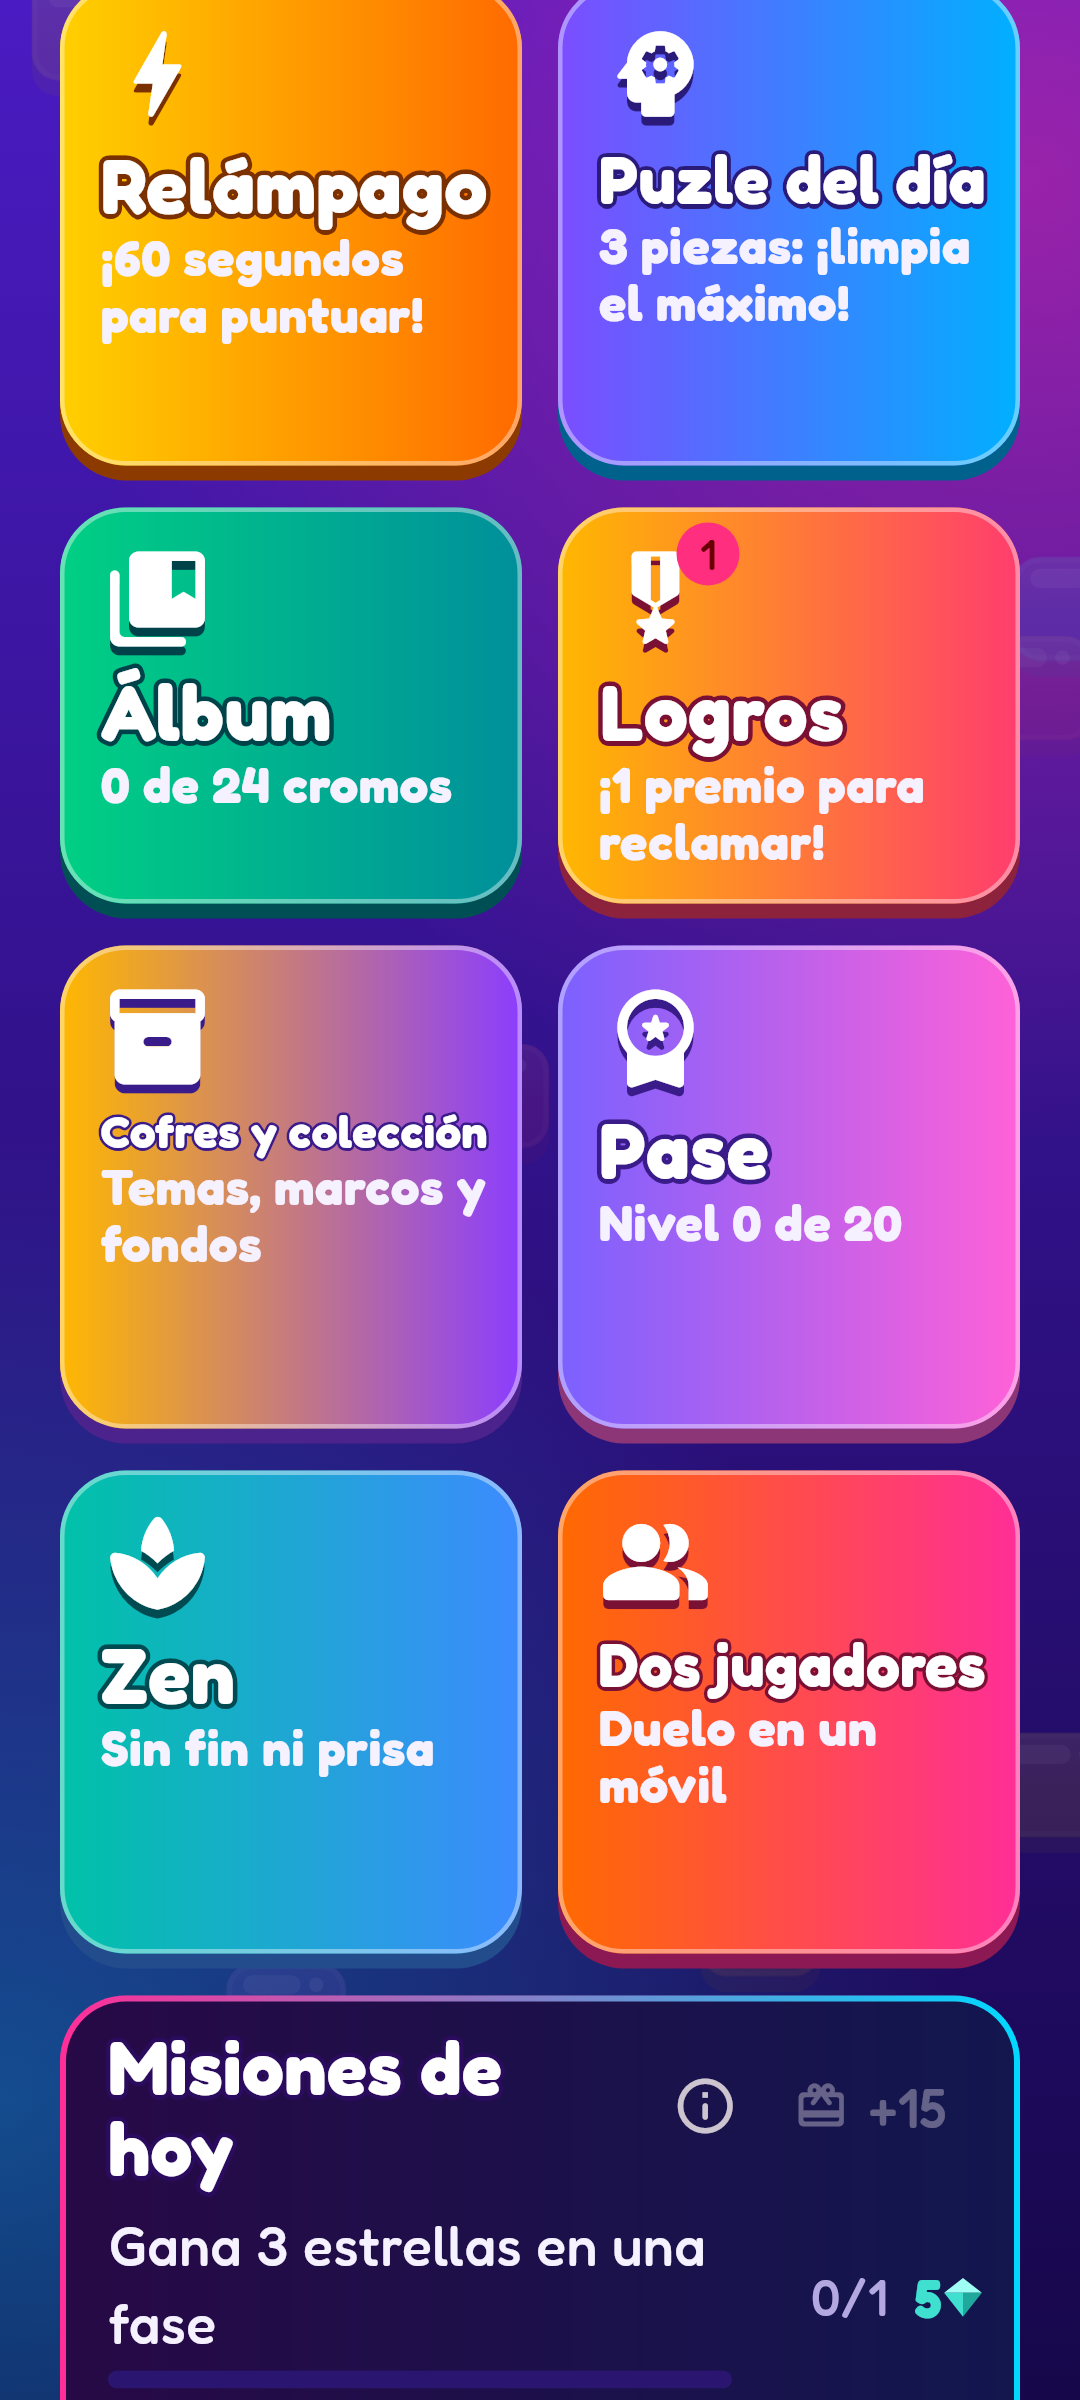 Relámpago
¡60 segundos
para puntuar!
Puzle del día
3 piezas: ¡limpia
el máximo!
Álbum
0 de 24 cromos
1
Logros
¡1 premio para
reclamar!
Cofres y colección
Temas, marcos y
fondos
Pase
Nivel 0 de 20
Zen
Sin fin ni prisa
Dos jugadores
Duelo en un
móvil
Misiones de
hoy
+15
Gana 3 estrellas en una
fase
0/1 5